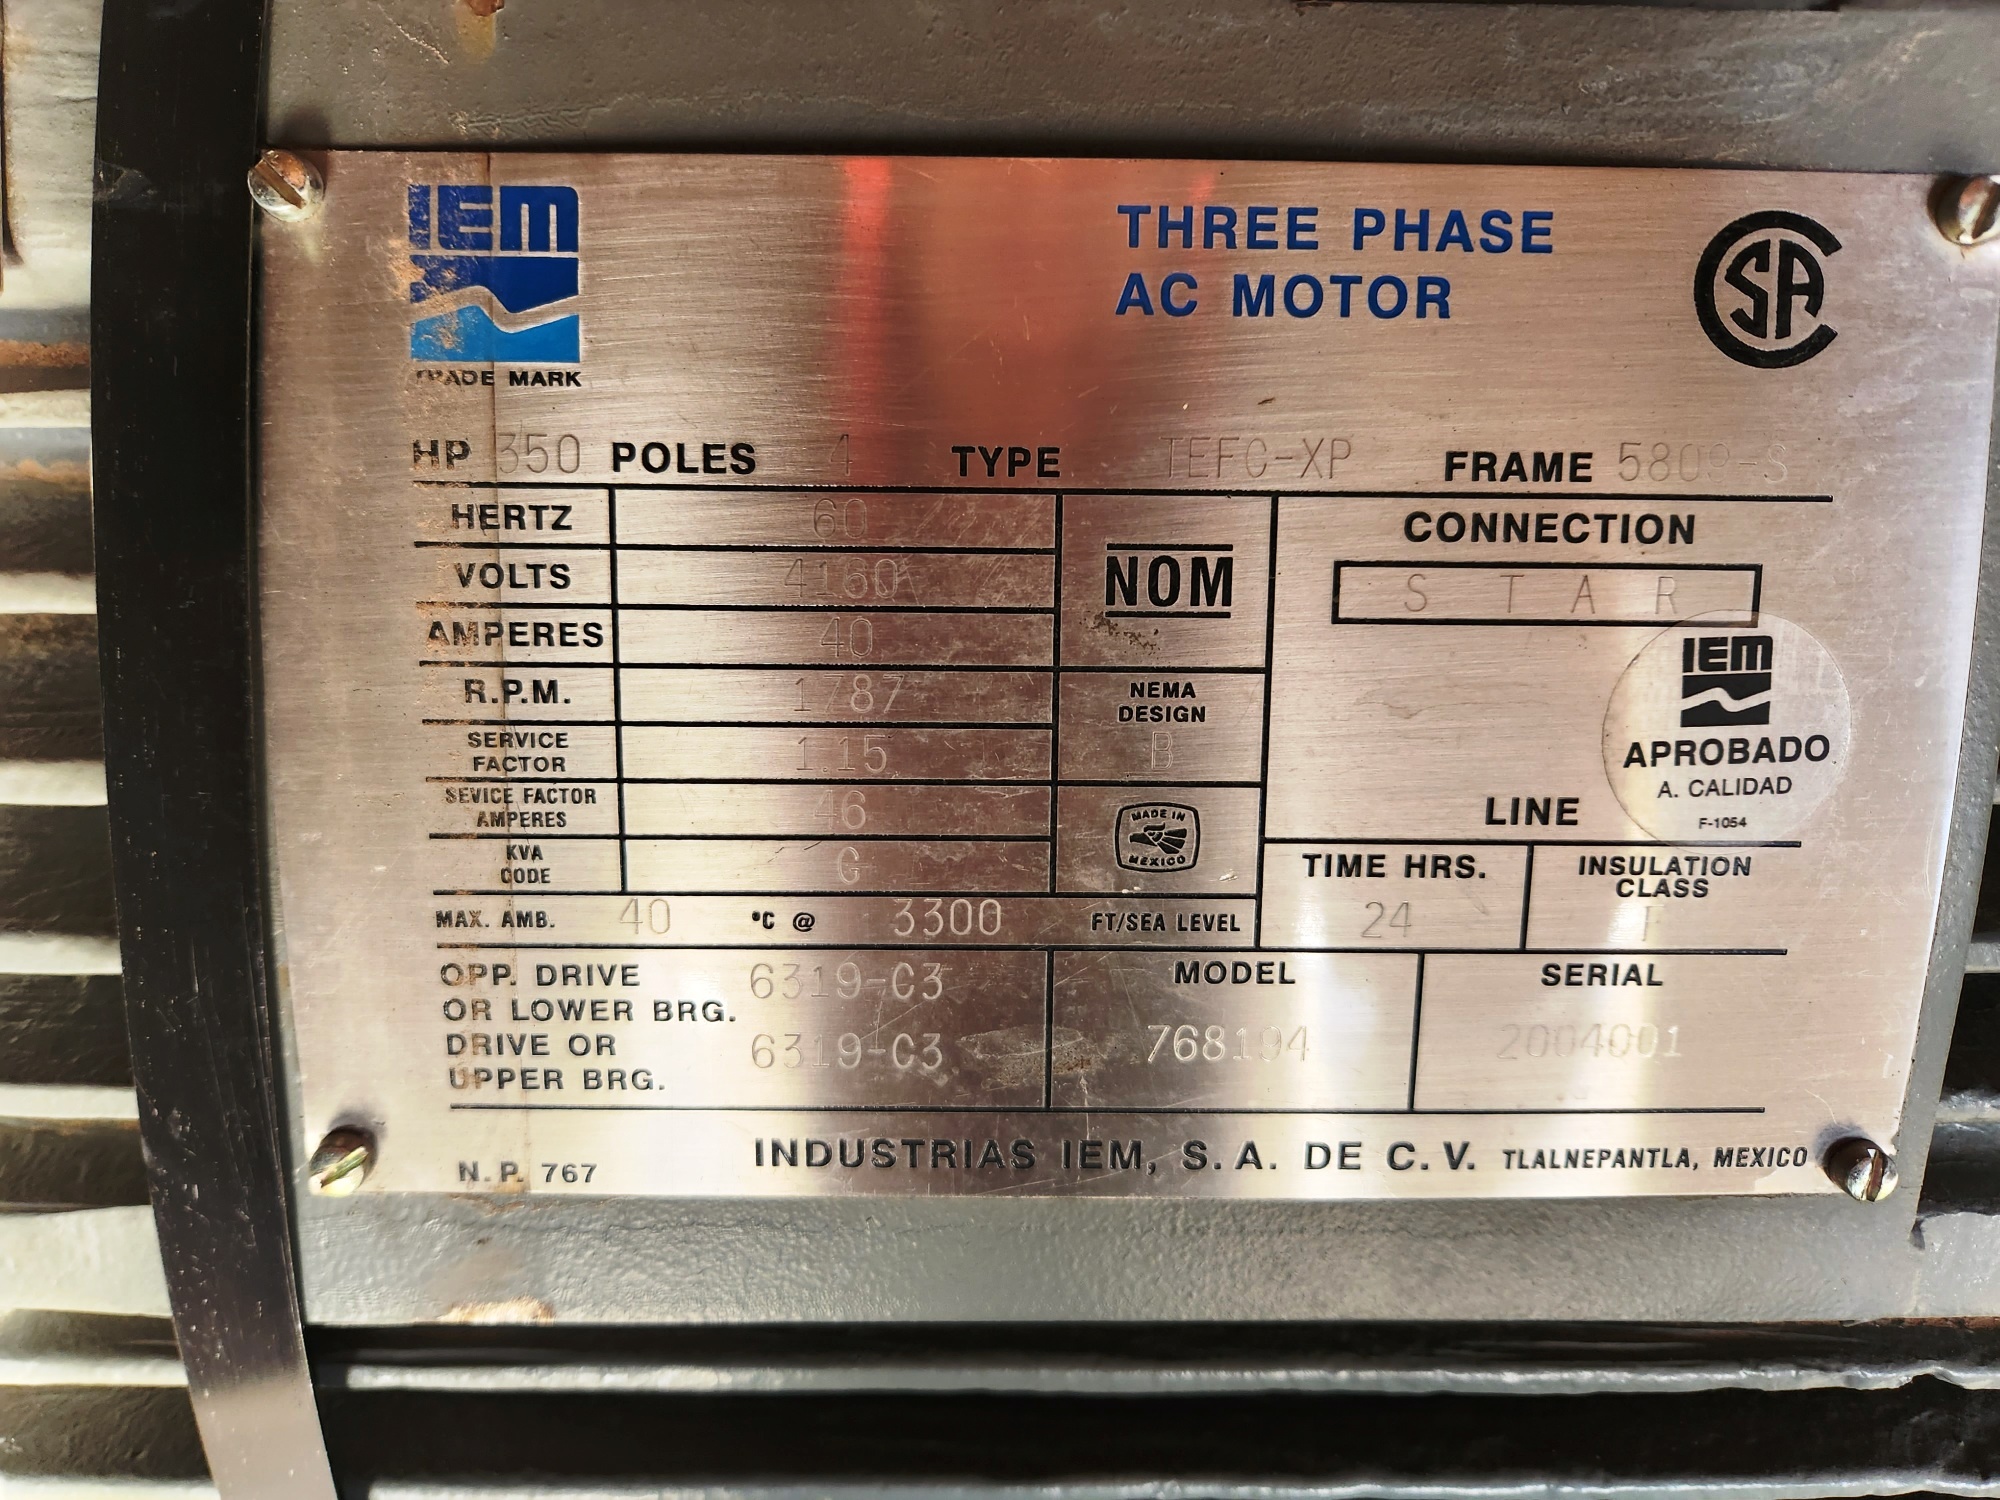 IEM
TRADE MARK
THREE PHASE
AC MOTOR
CSA
HP 350 POLES 4 TYPE TEFC-XP FRAME
HERTZ 60
VOLTS 4160
AMPERES 40
R.P.M. 1787
SERVICE FACTOR 1.15
SEVICE FACTOR AMPERES 46
KVA CODE G
NOM
NEMA
DESIGN
B
MADE IN
MEXICO
CONNECTION
S T A R
IEM
APROBADO
A. CALIDAD
F-1054
LINE
TIME HRS.
24
INSULATION
CLASS
F
MAX. AMB. 40 °C @ 3300 FT/SEA LEVEL
OPP. DRIVE
OR LOWER BRG. 6319-C3
DRIVE OR
UPPER BRG. 6319-C3
MODEL
768194
SERIAL
2004001
N.P. 767
INDUSTRIAS IEM, S.A. DE C.V. TLALNEPANTLA, MEXICO